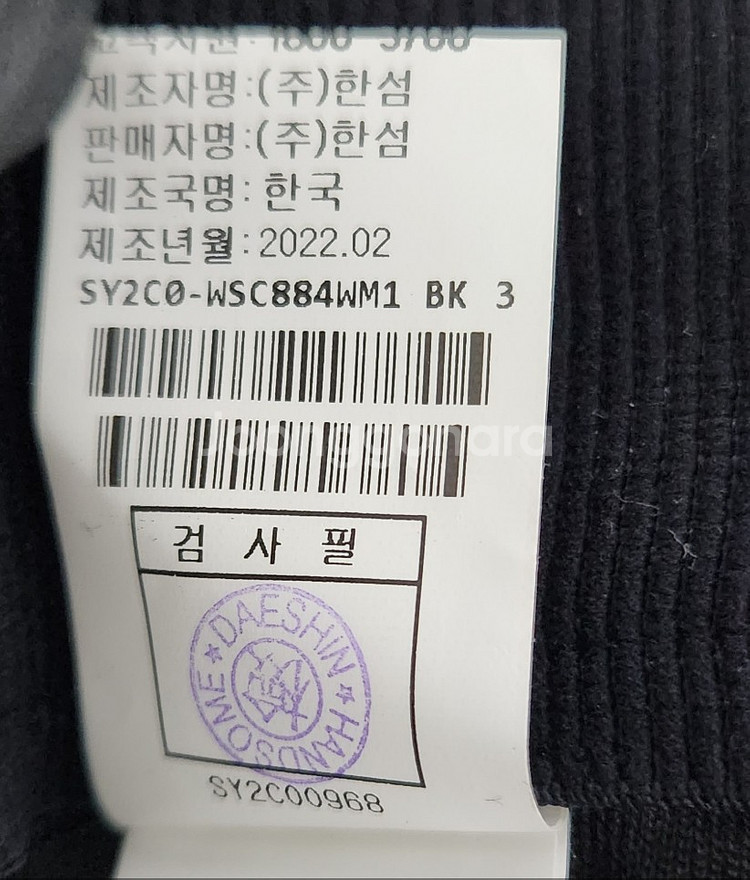 제조자명:(주)한섬
판매자명:(주)한섬
제조국명:한국
제조년월:2022.02
SY2C0-WSC884WM1 BK 3
Joonggonara
검 사 필
DAESHIN ★ HANDSOME ★
SY2C00968